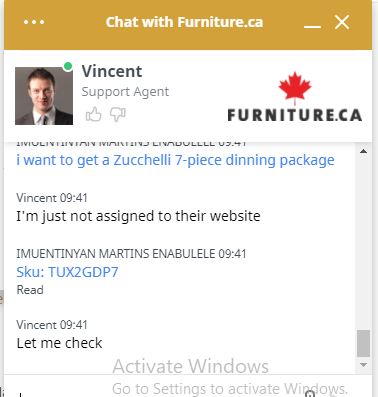 Chat with Furniture.ca
Vincent
Support Agent
FURNITURE.CA
IMUENTINYAN MARTINS ENABULELE 09:41
i want to get a Zucchelli 7-piece dinning package
Vincent 09:41
I'm just not assigned to their website
IMUENTINYAN MARTINS ENABULELE 09:41
Sku: TUX2GDP7
Read
Vincent 09:41
Let me check
Activate Windows
Go to Settings to activate Windows.